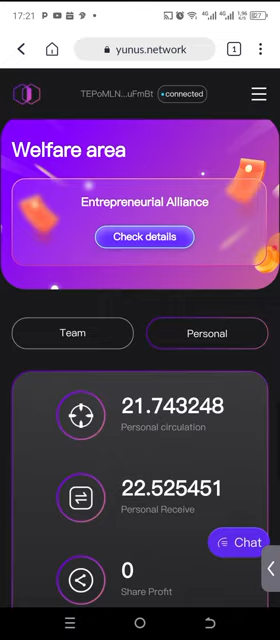 17:21
yunus.network
1
TEPoMLN...uFmBt
connected
Welfare area
Entrepreneurial Alliance
Check details
Team
Personal
21.743248
Personal circulation
22.525451
Personal Receive
Chat
0
Share Profit